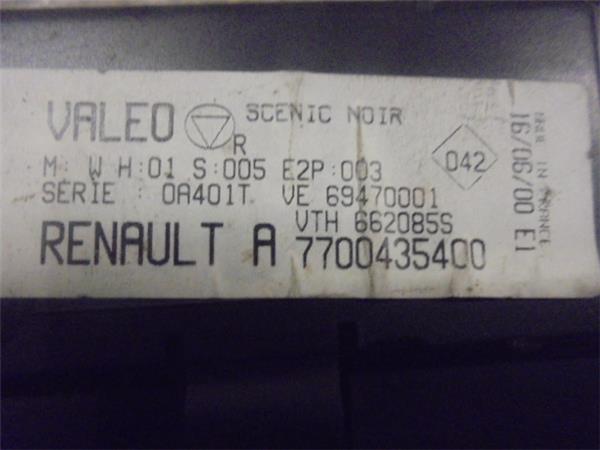 VALEO R SCENIC NOIR
M: W H:01 S:005 E2P:003
SERIE : 0A401T VE 69470001
VTH 662085S
RENAULT A 7700435400
042
MADE IN FRANCE
16/06/00 E1